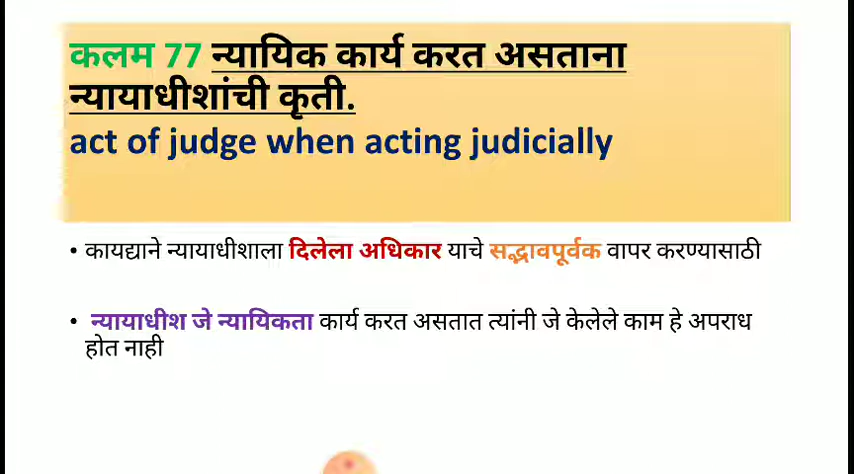 कलम 77 न्यायिक कार्य करत असताना
न्यायाधीशांची कृती.
act of judge when acting judicially
• कायद्याने न्यायाधीशाला दिलेला अधिकार याचे सद्भावपूर्वक वापर करण्यासाठी
• न्यायाधीश जे न्यायिकता कार्य करत असतात त्यांनी जे केलेले काम हे अपराध
होत नाही